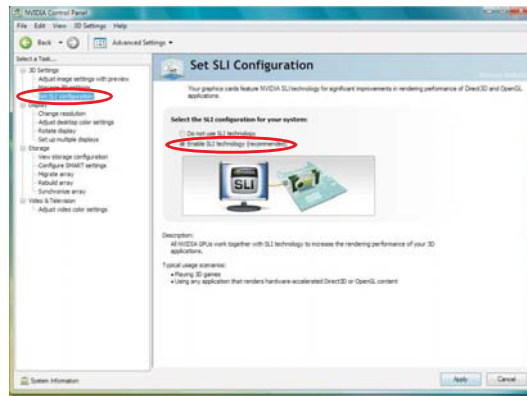 NVIDIA Control Panel
File Edit View 3D Settings Help
Back Advanced Settings
Select a Task...
3D Settings
Adjust image settings with preview
Manage 3D settings
Set SLI configuration
Display
Change resolution
Adjust desktop color settings
Rotate display
Set up multiple displays
Storage
View storage configuration
Configure SMART settings
Migrate array
Rebuild array
Synchronize array
Video & Television
Adjust video color settings
System Information
Set SLI Configuration
Your graphics cards feature NVIDIA SLI technology for significant improvements in rendering performance of Direct3D and OpenGL
applications.
Select the SLI configuration for your system:
Do not use SLI technology
Enable SLI technology (recommended)
SLI
Description:
All NVIDIA GPUs work together with SLI technology to increase the rendering performance of your 3D
applications.
Typical usage scenarios:
• Playing 3D games
• Using any application that renders hardware accelerated Direct3D or OpenGL content
Apply Cancel